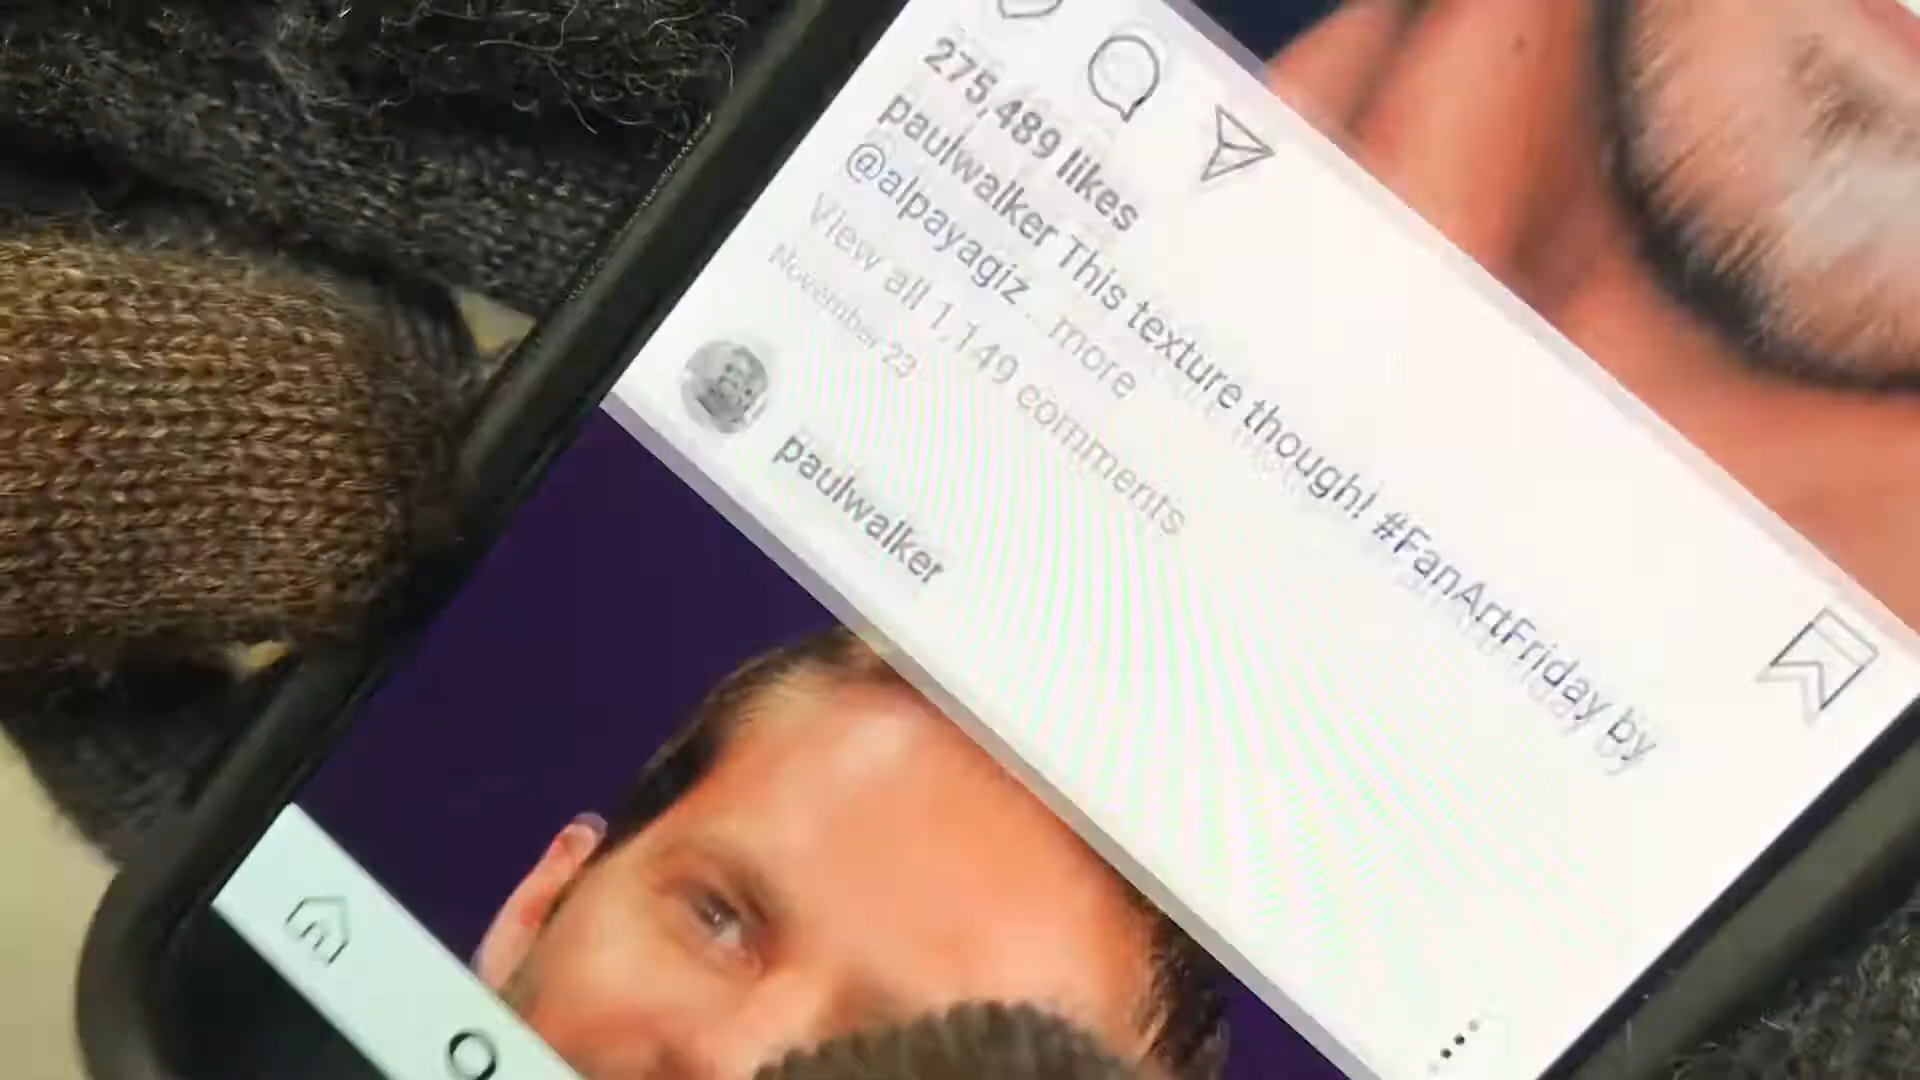 275,489 likes
paulwalker This texture though! #FanArtFriday by
@alpayagiz... more
View all 1,149 comments
November 23
paulwalker